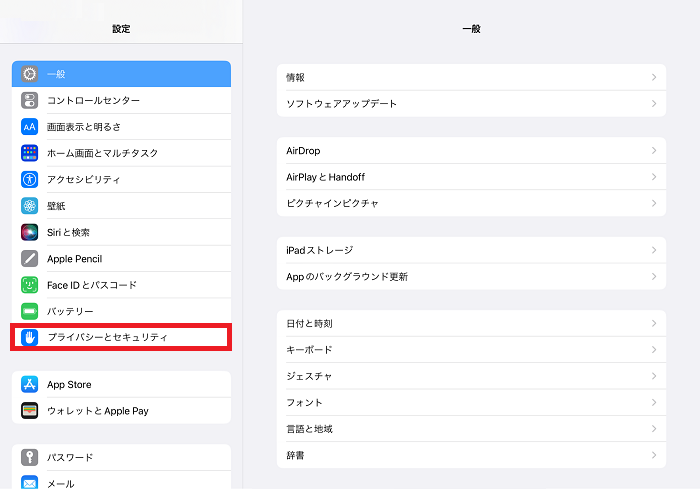 設定
一般
コントロールセンター
画面表示と明るさ
ホーム画面とマルチタスク
アクセシビリティ
壁紙
Siriと検索
Apple Pencil
Face IDとパスコード
バッテリー
プライバシーとセキュリティ
App Store
ウォレットとApple Pay
パスワード
メール
一般
情報
ソフトウェアアップデート
AirDrop
AirPlayとHandoff
ピクチャインピクチャ
iPadストレージ
Appのバックグラウンド更新
日付と時刻
キーボード
ジェスチャ
フォント
言語と地域
辞書